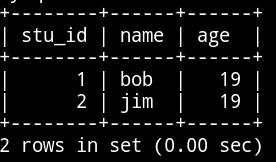 +--------+------+------+
| stu_id | name | age  |
+--------+------+------+
|      1 | bob  |   19 |
|      2 | jim  |   19 |
+--------+------+------+
2 rows in set (0.00 sec)